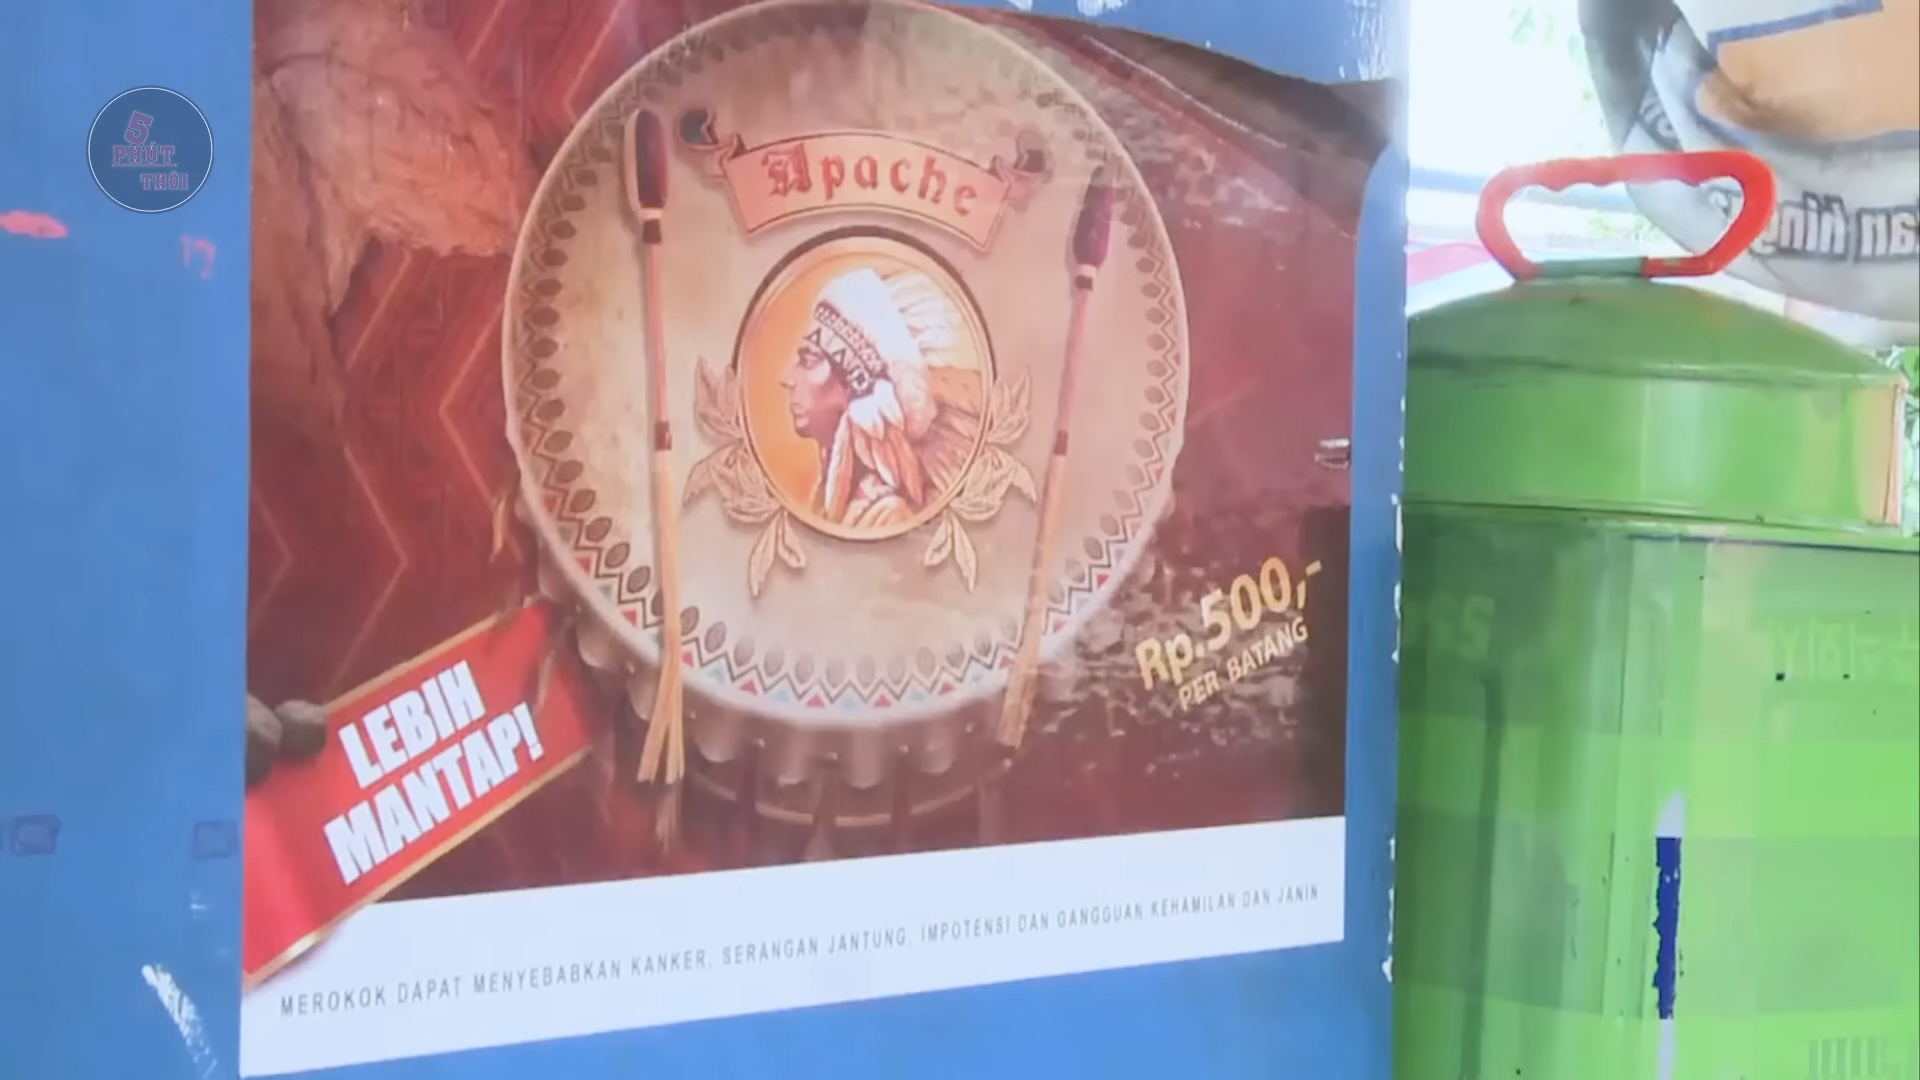 5
PHÚT
THÔI
Apache
Rp.500,-
PER BATANG
LEBIH
MANTAP!
MEROKOK DAPAT MENYEBABKAN KANKER, SERANGAN JANTUNG, IMPOTENSI DAN GANGGUAN KEHAMILAN DAN JANIN